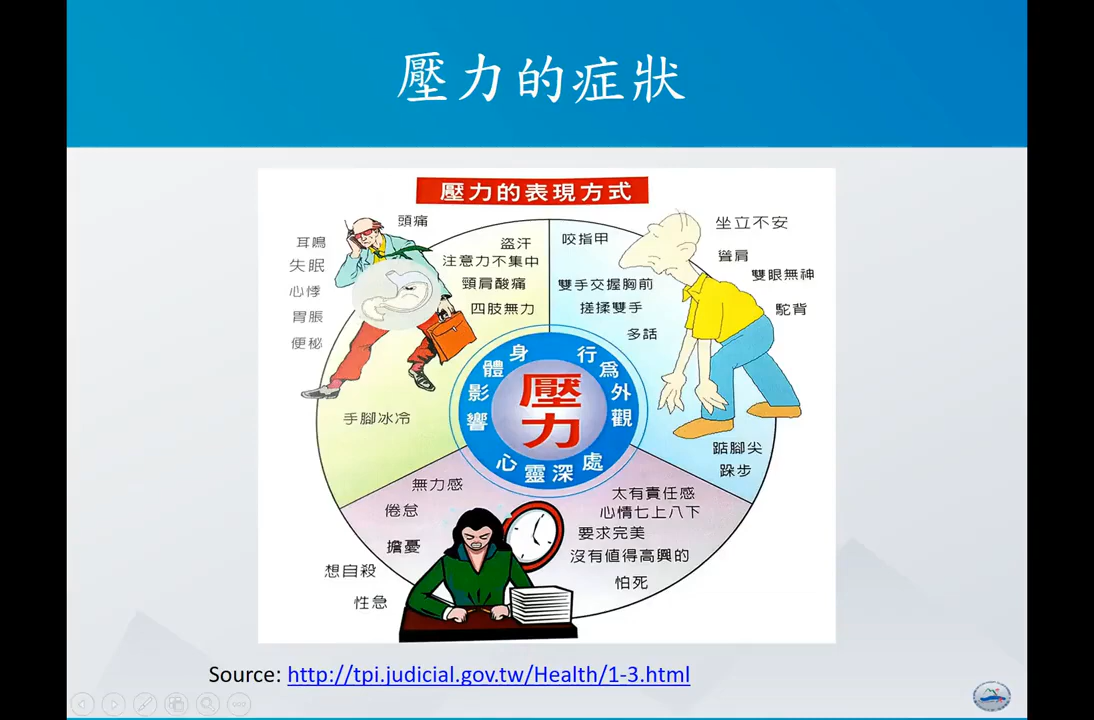 壓力的症狀
壓力的表現方式
頭痛
耳鳴
失眠
心悸
胃脹
便秘
盜汗
注意力不集中
頸肩酸痛
四肢無力
手腳冰冷
咬指甲
雙手交握胸前
搓揉雙手
多話
坐立不安
聳肩
雙眼無神
駝背
踮腳尖
跺步
身體影響
行為外觀
壓力
心靈深處
無力感
倦怠
擔憂
想自殺
性急
太有責任感
心情七上八下
要求完美
沒有值得高興的
怕死
Source: http://tpi.judicial.gov.tw/Health/1-3.html